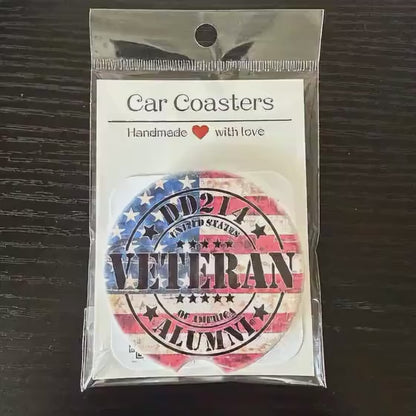 Car Coasters
Handmade ❤ with love
DD214
UNITED STATES
VETERAN
OF AMERICA
ALUMNI